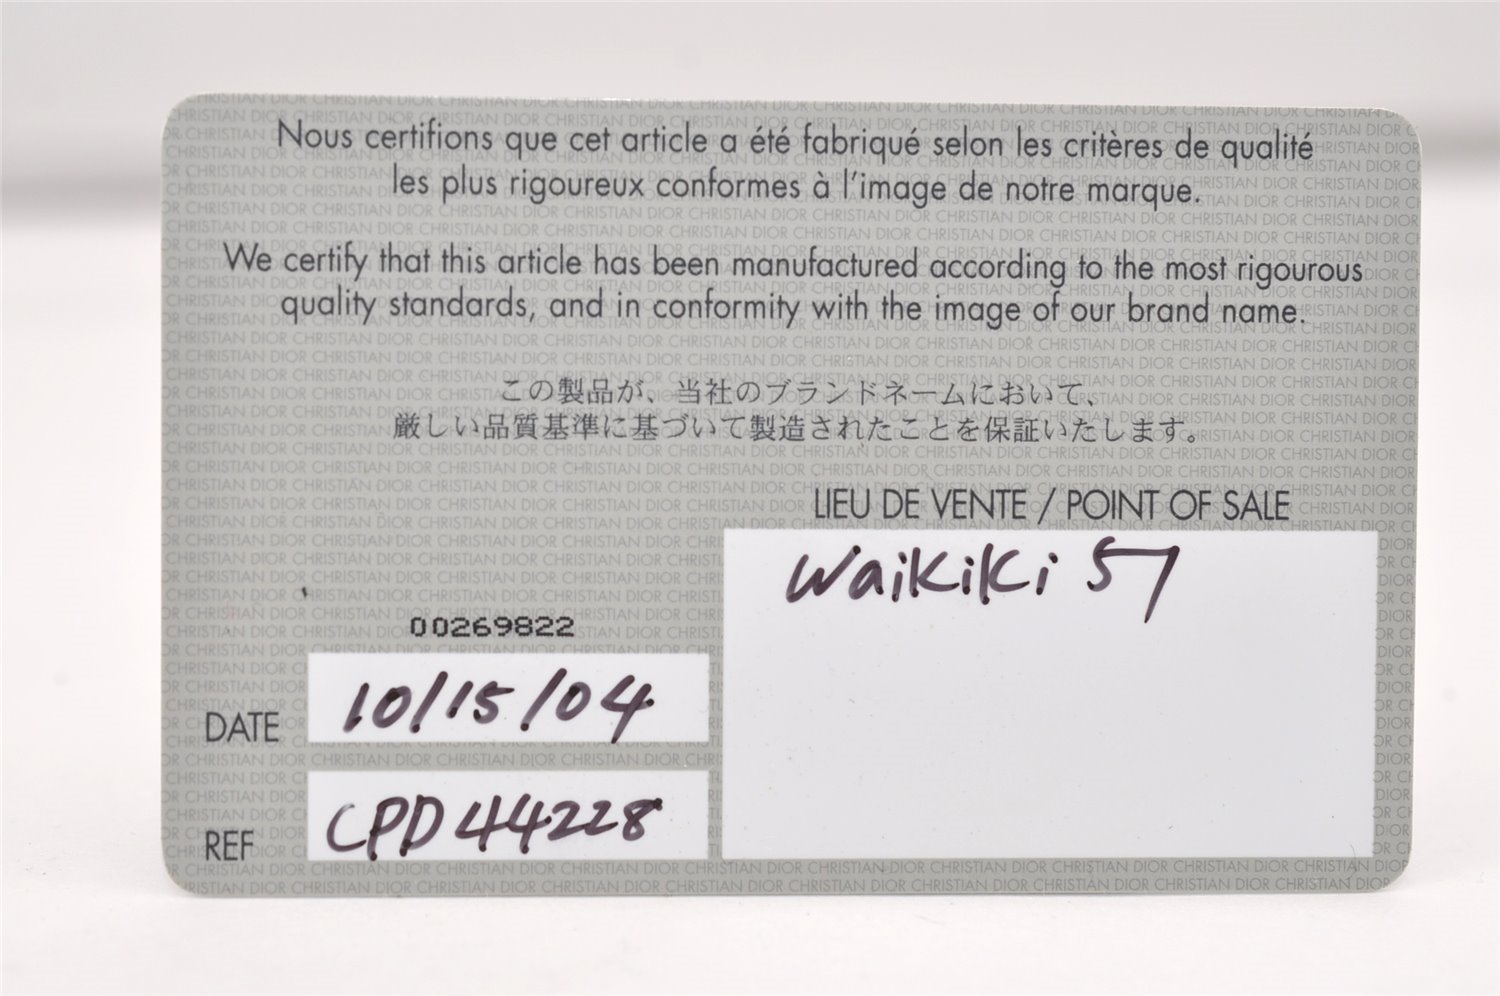 Nous certifions que cet article a été fabriqué selon les critères de qualité
les plus rigoureux conformes à l'image de notre marque.
We certify that this article has been manufactured according to the most rigourous
quality standards, and in conformity with the image of our brand name.
この製品が、当社のブランドネームにおいて、
厳しい品質基準に基づいて製造されたことを保証いたします。
LIEU DE VENTE / POINT OF SALE
Waikiki 57
00269822
DATE 10/15/04
REF CPD44228